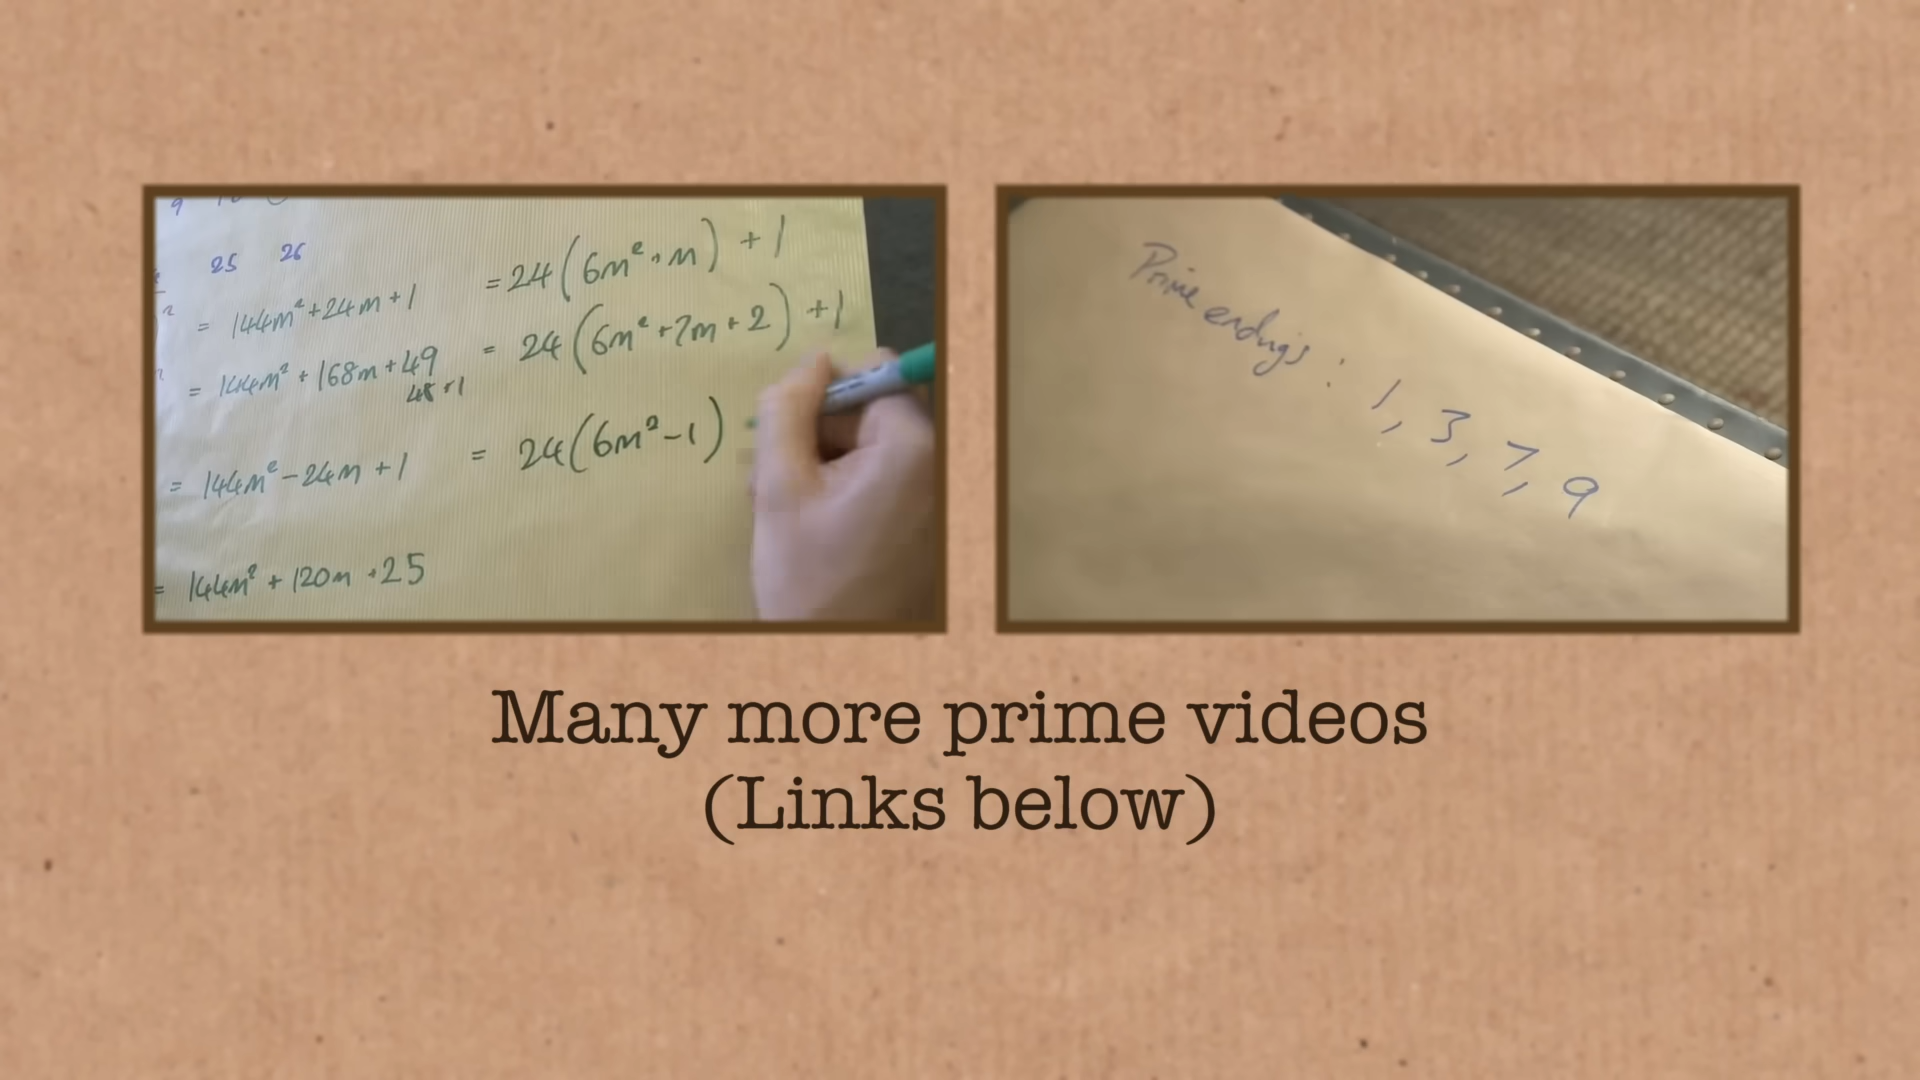 25 26
= 144m² + 24m + 1 = 24(6m² + m) + 1
= 144m² + 168m + 49 = 24(6m² + 7m + 2) + 1
48 + 1
= 144m² - 24m + 1 = 24(6m² - 1)
= 144m² + 120m + 25
Prime endings : 1, 3, 7, 9
Many more prime videos
(Links below)